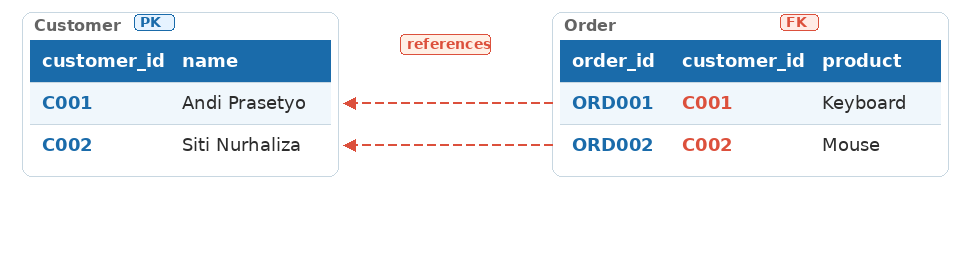 Customer PK
customer_id name
C001 Andi Prasetyo
C002 Siti Nurhaliza
references
Order FK
order_id customer_id product
ORD001 C001 Keyboard
ORD002 C002 Mouse